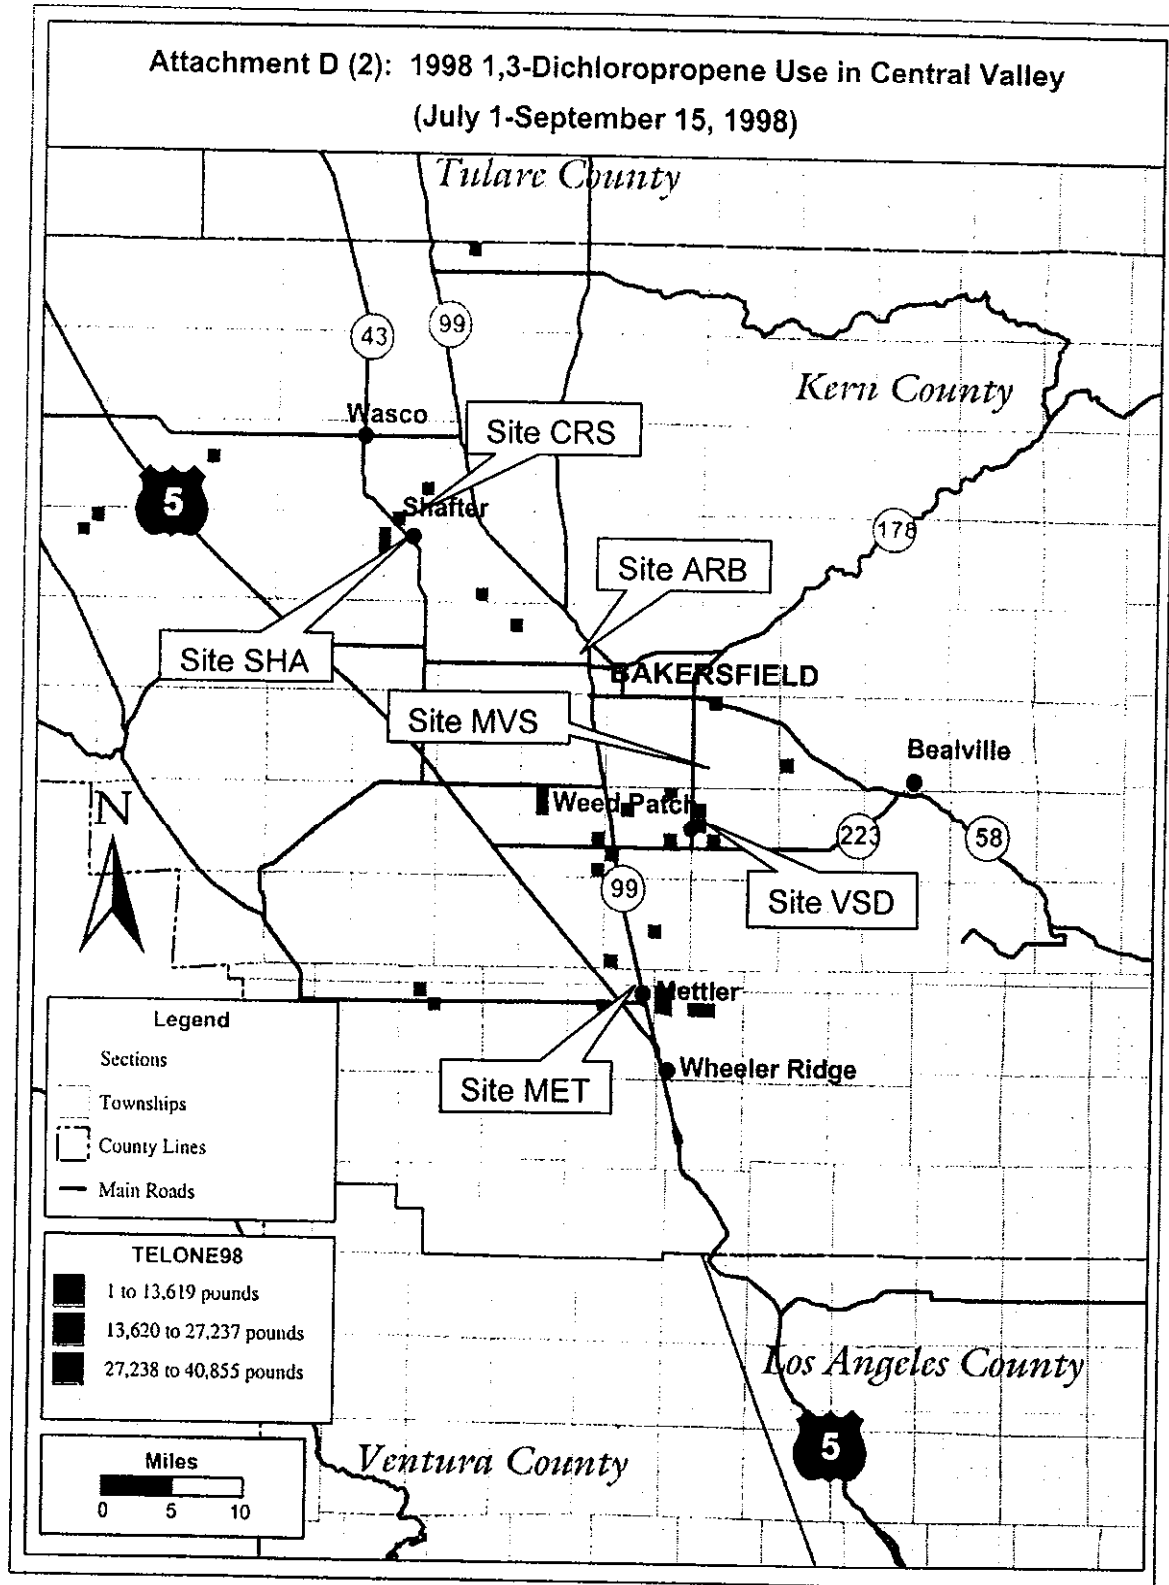 Attachment D (2): 1998 1,3-Dichloropropene Use in Central Valley
(July 1-September 15, 1998)
Tulare County
43
99
Kern County
Wasco
Site CRS
5
Shafter
178
Site ARB
Site SHA
BAKERSFIELD
Site MVS
Bealville
N
Weed Patch
223
58
99
Site VSD
Mettler
Site MET
Wheeler Ridge
Legend
Sections
Townships
County Lines
Main Roads
TELONE98
1 to 13,619 pounds
13,620 to 27,237 pounds
27,238 to 40,855 pounds
Los Angeles County
5
Ventura County
Miles
0 5 10